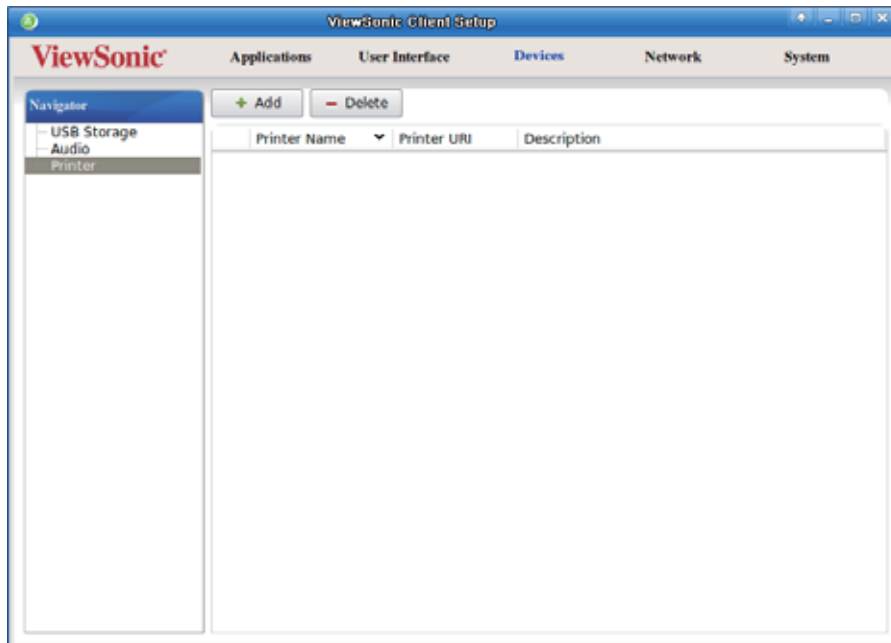 ViewSonic Client Setup
ViewSonic®
Applications User Interface Devices Network System
Navigator
USB Storage
Audio
Printer
+ Add − Delete
Printer Name Printer URI Description